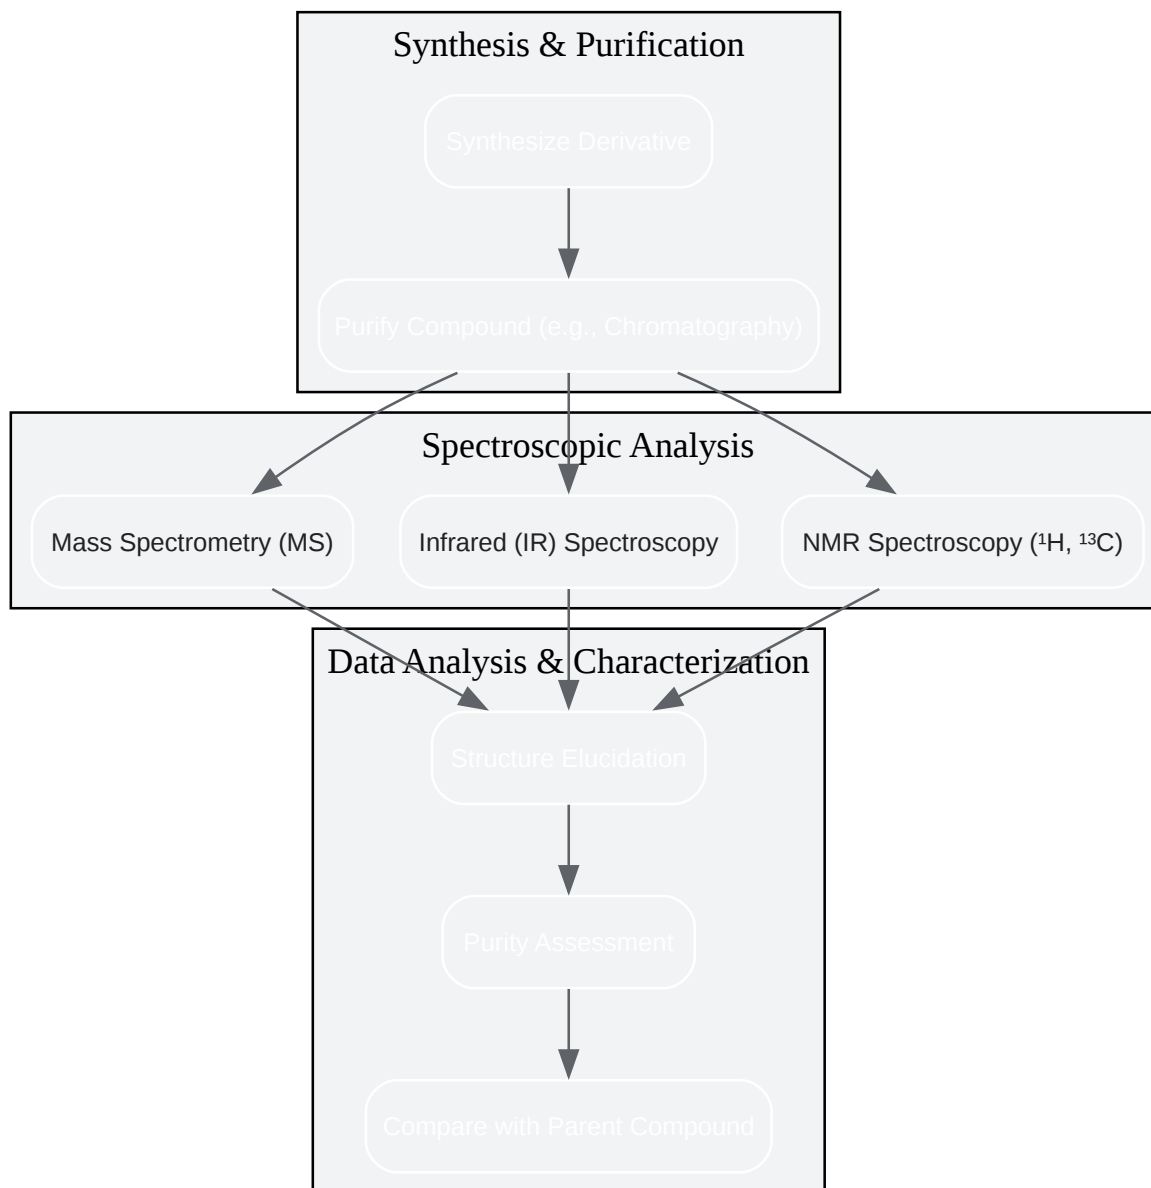 Synthesis & Purification
Synthesize Derivative
Purify Compound (e.g., Chromatography)
Spectroscopic Analysis
Mass Spectrometry (MS)
Infrared (IR) Spectroscopy
NMR Spectroscopy (¹H, ¹³C)
Data Analysis & Characterization
Structure Elucidation
Purity Assessment
Compare with Parent Compound